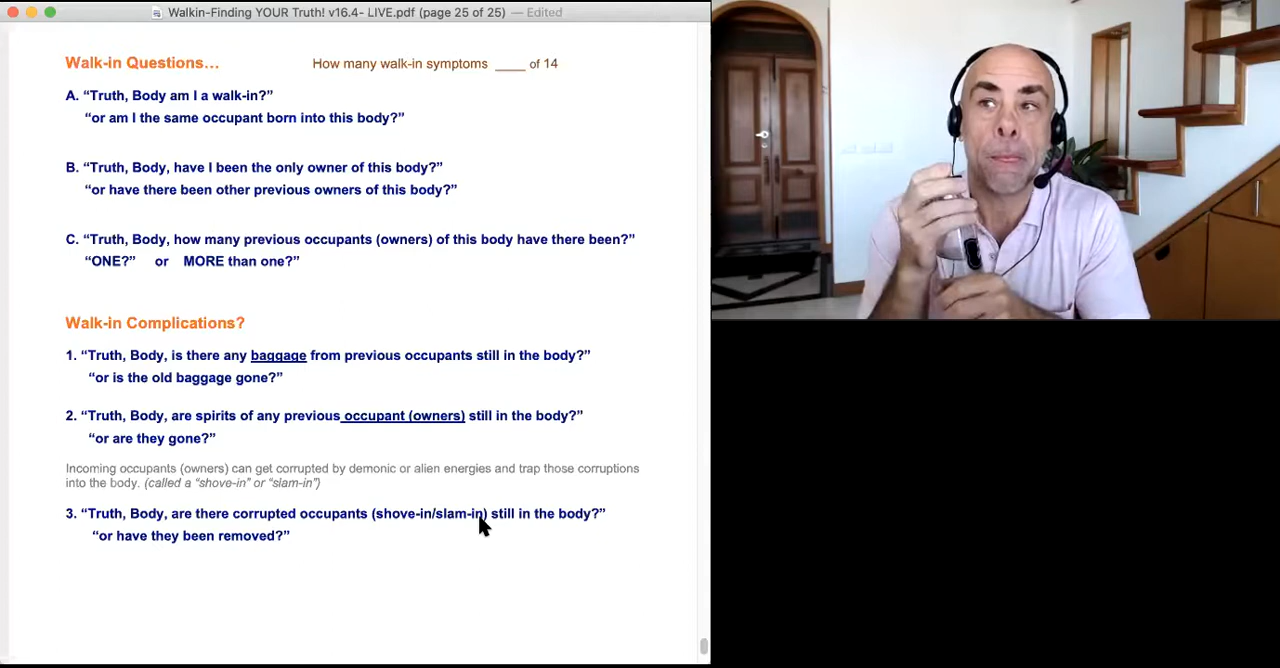 Walkin-Finding YOUR Truth! v16.4- LIVE.pdf (page 25 of 25) — Edited
Walk-in Questions… How many walk-in symptoms ____ of 14
A. “Truth, Body am I a walk-in?”
“or am I the same occupant born into this body?”
B. “Truth, Body, have I been the only owner of this body?”
“or have there been other previous owners of this body?”
C. “Truth, Body, how many previous occupants (owners) of this body have there been?”
“ONE?” or MORE than one?”
Walk-in Complications?
1. “Truth, Body, is there any baggage from previous occupants still in the body?”
“or is the old baggage gone?”
2. “Truth, Body, are spirits of any previous occupant (owners) still in the body?”
“or are they gone?”
Incoming occupants (owners) can get corrupted by demonic or alien energies and trap those corruptions
into the body. (called a “shove-in” or “slam-in”)
3. “Truth, Body, are there corrupted occupants (shove-in/slam-in) still in the body?”
“or have they been removed?”